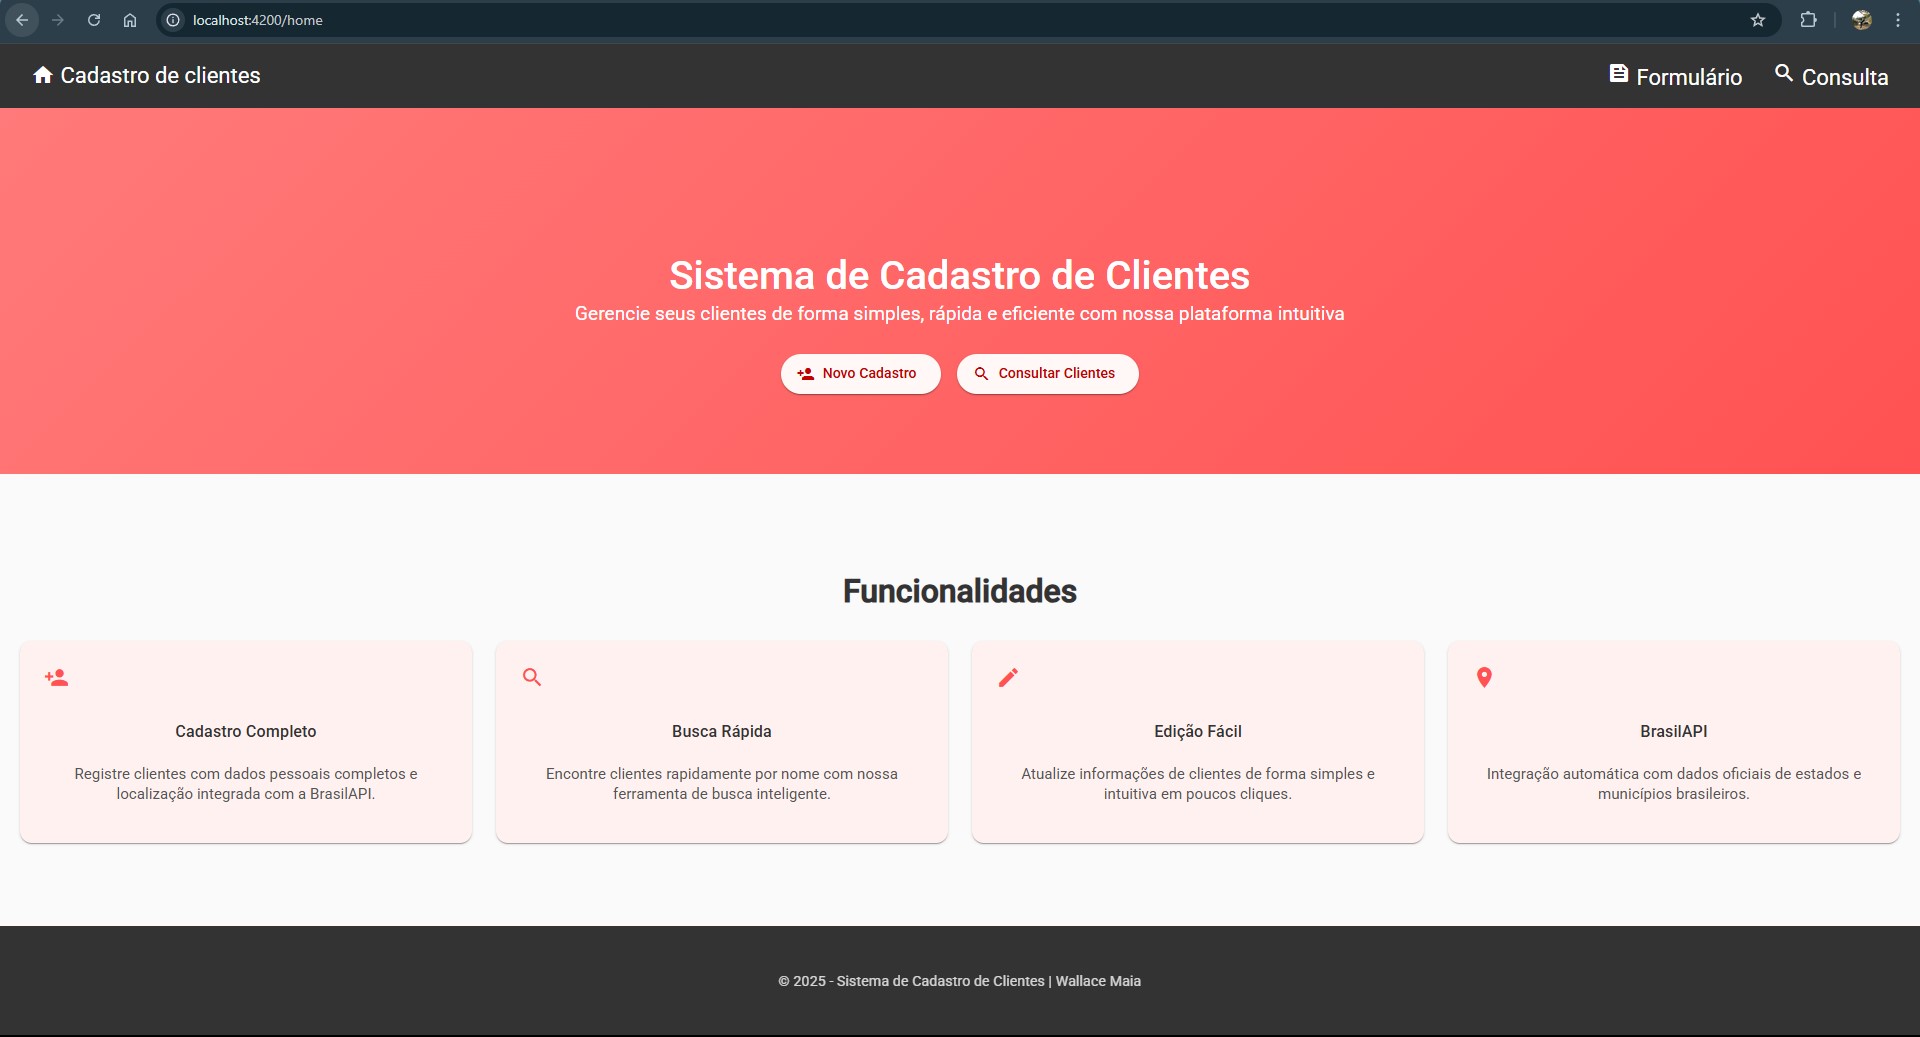 localhost:4200/home
Cadastro de clientes
Formulário
Consulta
Sistema de Cadastro de Clientes
Gerencie seus clientes de forma simples, rápida e eficiente com nossa plataforma intuitiva
Novo Cadastro
Consultar Clientes
Funcionalidades
Cadastro Completo
Registre clientes com dados pessoais completos e
localização integrada com a BrasilAPI.
Busca Rápida
Encontre clientes rapidamente por nome com nossa
ferramenta de busca inteligente.
Edição Fácil
Atualize informações de clientes de forma simples e
intuitiva em poucos cliques.
BrasilAPI
Integração automática com dados oficiais de estados e
municípios brasileiros.
© 2025 - Sistema de Cadastro de Clientes | Wallace Maia